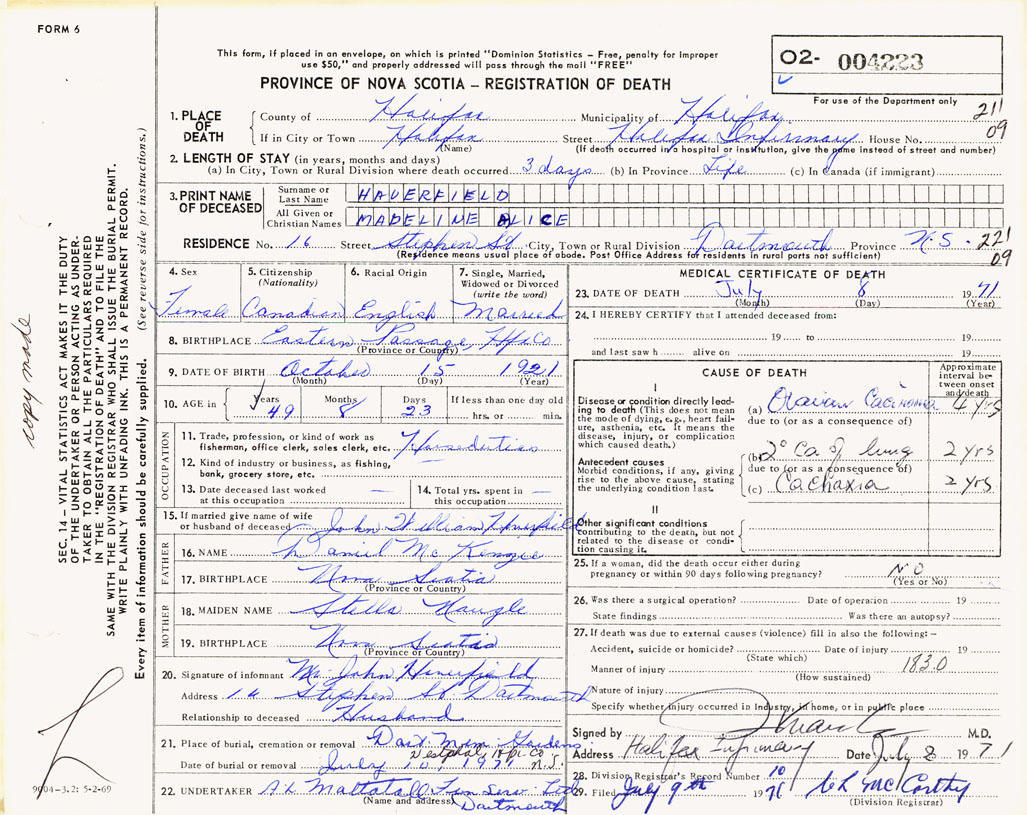 FORM 6
This form, if placed in an envelope, on which is printed "Dominion Statistics – Free, penalty for improper
use $50," and properly addressed will pass through the mail "FREE"
PROVINCE OF NOVA SCOTIA – REGISTRATION OF DEATH
O2- 004223
For use of the Department only
211
09
1. PLACE OF DEATH
County of Halifax Municipality of Halifax
If in City or Town Halifax Street Halifax Infirmary House No.
(Name) (If death occurred in a hospital or institution, give the name instead of street and number)
2. LENGTH OF STAY (in years, months and days)
(a) In City, Town or Rural Division where death occurred 3 days (b) In Province Life (c) In Canada (if immigrant)
3. PRINT NAME OF DECEASED
Surname or Last Name HAVERFIELD
All Given or Christian Names MADELINE ALICE
RESIDENCE No. 16 Street Stephen St City, Town or Rural Division Dartmouth Province N.S. 221
09
(Residence means usual place of abode. Post Office Address for residents in rural parts not sufficient)
4. Sex Female
5. Citizenship (Nationality) Canadian
6. Racial Origin English
7. Single, Married, Widowed or Divorced (write the word) Married
8. BIRTHPLACE Eastern Passage, Hfx Co
(Province or Country)
9. DATE OF BIRTH October 15 1921
(Month) (Day) (Year)
10. AGE in Years 49 Months 8 Days 23 If less than one day old
hrs. or min.
OCCUPATION
11. Trade, profession, or kind of work as
fisherman, office clerk, sales clerk, etc.
12. Kind of industry or business, as fishing,
bank, grocery store, etc. —
13. Date deceased last worked
at this occupation —
14. Total yrs. spent in
this occupation —
15. If married give name of wife
or husband of deceased John William Haverfield
FATHER
16. NAME Daniel Mc Kenzie
17. BIRTHPLACE Nova Scotia
(Province or Country)
MOTHER
18. MAIDEN NAME Stella Naugle
19. BIRTHPLACE Nova Scotia
(Province or Country)
20. Signature of informant Mr John Haverfield
Address 16 Stephen St Dartmouth
Relationship to deceased Husband
21. Place of burial, cremation or removal Dart Mem Gardens
Westphal, Hfx Co. N.S.
Date of burial or removal July 10, 1971
22. UNDERTAKER A L Mattatall Fun Serv Ltd
(Name and address) Dartmouth
MEDICAL CERTIFICATE OF DEATH
23. DATE OF DEATH July 8 1971
(Month) (Day) (Year)
24. I HEREBY CERTIFY that I attended deceased from:
19 to 19
and last saw h alive on 19
CAUSE OF DEATH
Approximate interval between onset and death
I
Disease or condition directly lead-
ing to death (This does not mean
the mode of dying, e.g., heart fail-
ure, asthenia, etc. It means the
disease, injury, or complication
which caused death.)
(a) Ovarian Carcinoma 4 yrs
due to (or as a consequence of)
Antecedent causes
Morbid conditions, if any, giving
rise to the above cause, stating
the underlying condition last.
(b) 2° Ca of lung 2 yrs
due to (or as a consequence of)
(c) Cachexia 2 yrs
II
Other significant conditions
contributing to the death, but not
related to the disease or condi-
tion causing it.
25. If a woman, did the death occur either during
pregnancy or within 90 days following pregnancy? NO
(Yes or No)
26. Was there a surgical operation? Date of operation 19
State findings Was there an autopsy?
27. If death was due to external causes (violence) fill in also the following: –
Accident, suicide or homicide? Date of injury 19
(State which)
Manner of injury 183.0
(How sustained)
Nature of injury
Specify whether injury occurred in industry, in home, or in public place
Signed by M.D.
Address Halifax Infirmary Date July 8 1971
28. Division Registrar's Record Number 10
29. Filed July 9th 1971
(Division Registrar)
SEC. 14 – VITAL STATISTICS ACT MAKES IT THE DUTY
OF THE UNDERTAKER OR PERSON ACTING AS UNDER-
TAKER TO OBTAIN ALL THE PARTICULARS REQUIRED
IN THE "REGISTRATION OF DEATH" AND TO FILE THE
SAME WITH THE DIVISION REGISTRAR WHO SHALL ISSUE THE BURIAL PERMIT.
WRITE PLAINLY WITH UNFADING INK. THIS IS A PERMANENT RECORD.
Every item of information should be carefully supplied. (See reverse side for instructions.)
copy made
9004-3.2: 5-2-69